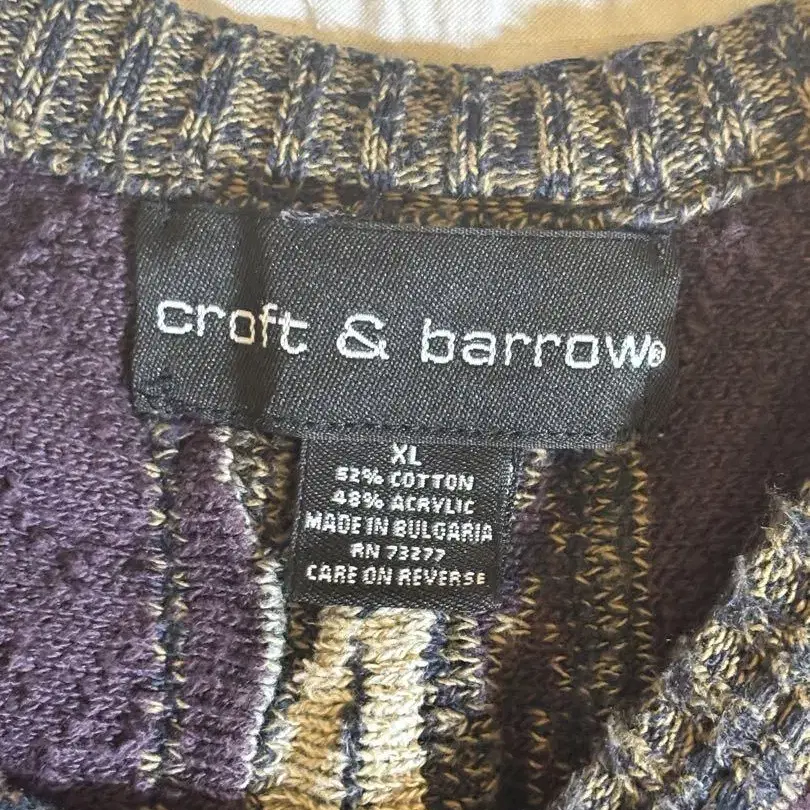 croft & barrow®
XL
52% COTTON
48% ACRYLIC
MADE IN BULGARIA
RN 73277
CARE ON REVERSE